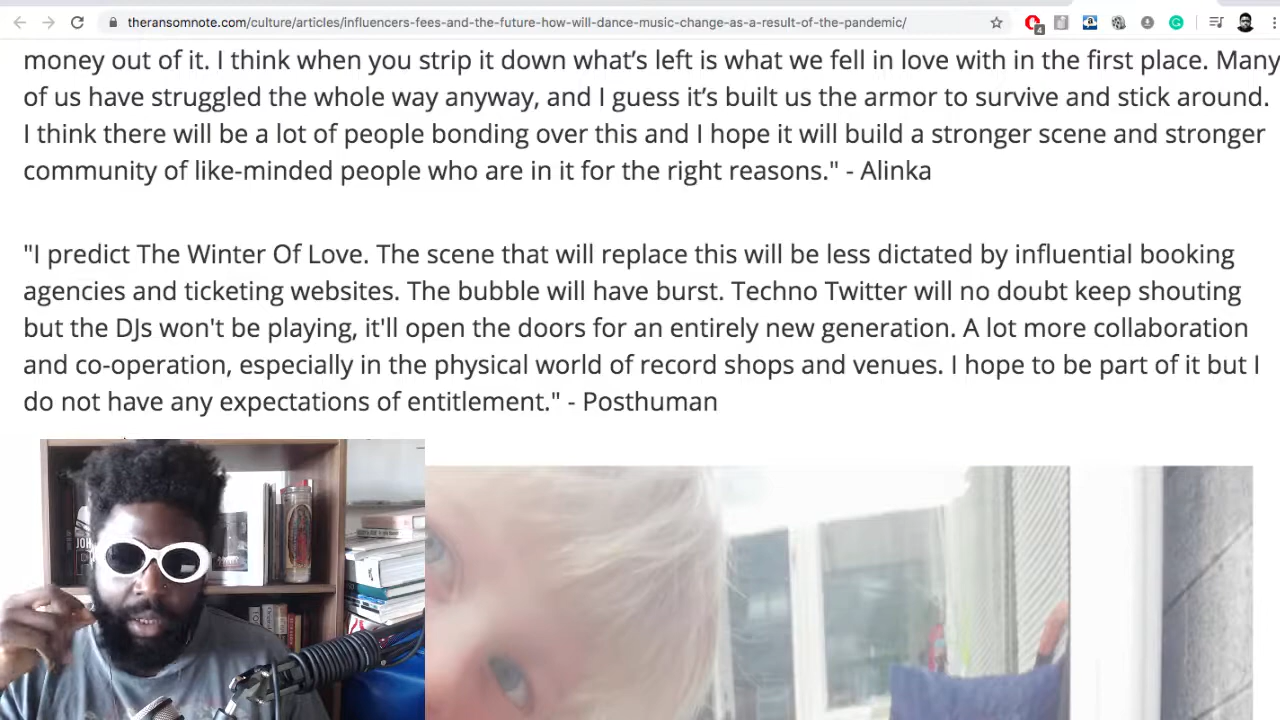 theransomnote.com/culture/articles/influencers-fees-and-the-future-how-will-dance-music-change-as-a-result-of-the-pandemic/
4
money out of it. I think when you strip it down what’s left is what we fell in love with in the first place. Many
of us have struggled the whole way anyway, and I guess it’s built us the armor to survive and stick around.
I think there will be a lot of people bonding over this and I hope it will build a stronger scene and stronger
community of like-minded people who are in it for the right reasons." - Alinka
"I predict The Winter Of Love. The scene that will replace this will be less dictated by influential booking
agencies and ticketing websites. The bubble will have burst. Techno Twitter will no doubt keep shouting
but the DJs won't be playing, it'll open the doors for an entirely new generation. A lot more collaboration
and co-operation, especially in the physical world of record shops and venues. I hope to be part of it but I
do not have any expectations of entitlement." - Posthuman